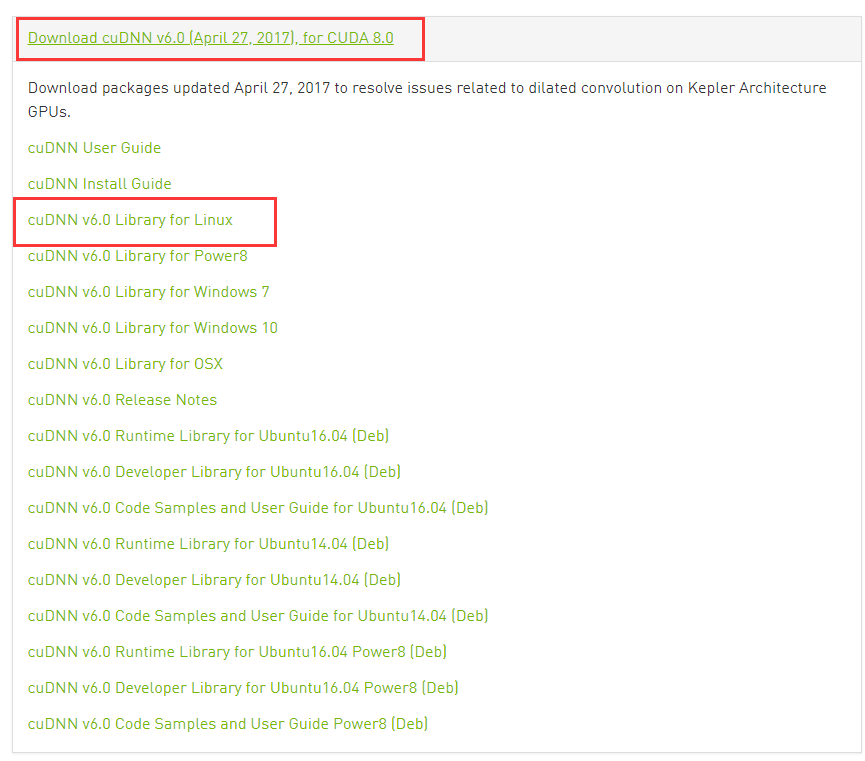 Download cuDNN v6.0 (April 27, 2017), for CUDA 8.0
Download packages updated April 27, 2017 to resolve issues related to dilated convolution on Kepler Architecture
GPUs.
cuDNN User Guide
cuDNN Install Guide
cuDNN v6.0 Library for Linux
cuDNN v6.0 Library for Power8
cuDNN v6.0 Library for Windows 7
cuDNN v6.0 Library for Windows 10
cuDNN v6.0 Library for OSX
cuDNN v6.0 Release Notes
cuDNN v6.0 Runtime Library for Ubuntu16.04 (Deb)
cuDNN v6.0 Developer Library for Ubuntu16.04 (Deb)
cuDNN v6.0 Code Samples and User Guide for Ubuntu16.04 (Deb)
cuDNN v6.0 Runtime Library for Ubuntu14.04 (Deb)
cuDNN v6.0 Developer Library for Ubuntu14.04 (Deb)
cuDNN v6.0 Code Samples and User Guide for Ubuntu14.04 (Deb)
cuDNN v6.0 Runtime Library for Ubuntu16.04 Power8 (Deb)
cuDNN v6.0 Developer Library for Ubuntu16.04 Power8 (Deb)
cuDNN v6.0 Code Samples and User Guide Power8 (Deb)